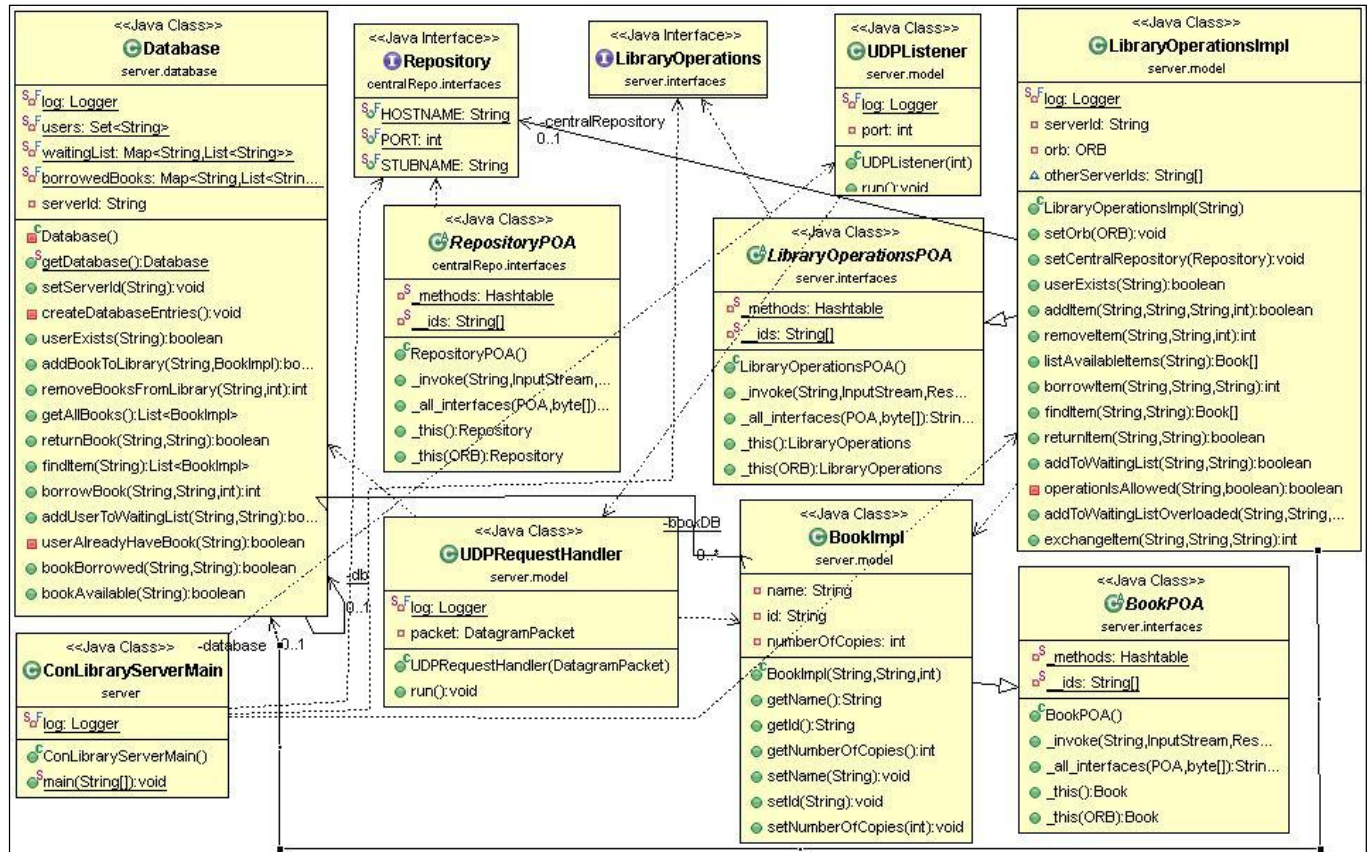 <<Java Class>>
Database
server.database
log: Logger
users: Set<String>
waitingList: Map<String,List<String>>
borrowedBooks: Map<String,List<Strin...
serverId: String
Database()
getDatabase():Database
setServerId(String):void
createDatabaseEntries():void
userExists(String):boolean
addBookToLibrary(String,BookImpl):bo...
removeBooksFromLibrary(String,int):int
getAllBooks():List<BookImpl>
returnBook(String,String):boolean
findItem(String):List<BookImpl>
borrowBook(String,String,int):int
addUserToWaitingList(String,String):bo...
userAlreadyHaveBook(String):boolean
bookBorrowed(String,String):boolean
bookAvailable(String):boolean
<<Java Interface>>
Repository
centralRepo.interfaces
HOSTNAME: String
PORT: int
STUBNAME: String
<<Java Interface>>
LibraryOperations
server.interfaces
-centralRepository
0..1
<<Java Class>>
UDPListener
server.model
log: Logger
port: int
UDPListener(int)
run():void
<<Java Class>>
LibraryOperationsImpl
server.model
log: Logger
serverId: String
orb: ORB
otherServerIds: String[]
LibraryOperationsImpl(String)
setOrb(ORB):void
setCentralRepository(Repository):void
userExists(String):boolean
addItem(String,String,String,int):boolean
removeItem(String,String,int):int
listAvailableItems(String):Book[]
borrowItem(String,String,String):int
findItem(String,String):Book[]
returnItem(String,String):boolean
addToWaitingList(String,String):boolean
operationIsAllowed(String,boolean):boolean
addToWaitingListOverloaded(String,String,...
exchangeItem(String,String,String):int
<<Java Class>>
RepositoryPOA
centralRepo.interfaces
_methods: Hashtable
__ids: String[]
RepositoryPOA()
_invoke(String,InputStream,...
_all_interfaces(POA,byte[])...
_this():Repository
_this(ORB):Repository
<<Java Class>>
LibraryOperationsPOA
server.interfaces
_methods: Hashtable
__ids: String[]
LibraryOperationsPOA()
_invoke(String,InputStream,Res...
_all_interfaces(POA,byte[]):Strin...
_this():LibraryOperations
_this(ORB):LibraryOperations
<<Java Class>>
UDPRequestHandler
server.model
log: Logger
packet: DatagramPacket
UDPRequestHandler(DatagramPacket)
run():void
-bookDB
0..*
-db
0..1
-database
0..1
<<Java Class>>
BookImpl
server.model
name: String
id: String
numberOfCopies: int
BookImpl(String,String,int)
getName():String
getId():String
getNumberOfCopies():int
setName(String):void
setId(String):void
setNumberOfCopies(int):void
<<Java Class>>
BookPOA
server.interfaces
_methods: Hashtable
__ids: String[]
BookPOA()
_invoke(String,InputStream,Res...
_all_interfaces(POA,byte[]):Strin...
_this():Book
_this(ORB):Book
<<Java Class>>
ConLibraryServerMain
server
log: Logger
ConLibraryServerMain()
main(String[]):void